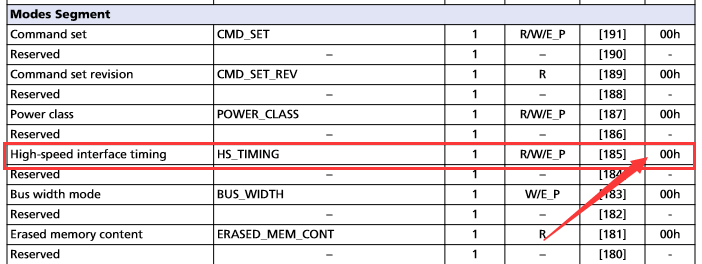 Modes Segment
Command set CMD_SET 1 R/W/E_P [191] 00h
Reserved – 1 – [190] -
Command set revision CMD_SET_REV 1 R [189] 00h
Reserved – 1 – [188] -
Power class POWER_CLASS 1 R/W/E_P [187] 00h
Reserved – 1 – [186] -
High-speed interface timing HS_TIMING 1 R/W/E_P [185] 00h
Reserved – 1 – [184] -
Bus width mode BUS_WIDTH 1 W/E_P [183] 00h
Reserved – 1 – [182] -
Erased memory content ERASED_MEM_CONT 1 R [181] 00h
Reserved – 1 – [180] -